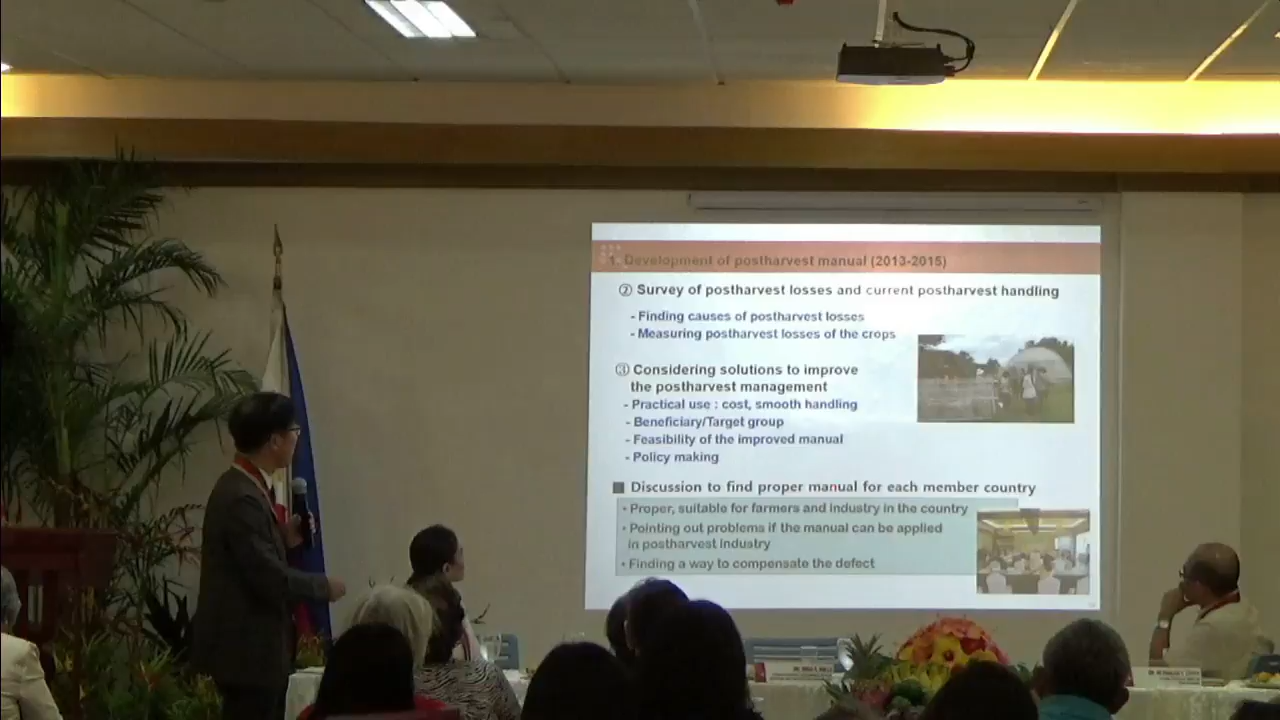 1. Development of postharvest manual (2013-2015)
② Survey of postharvest losses and current postharvest handling
- Finding causes of postharvest losses
- Measuring postharvest losses of the crops
③ Considering solutions to improve
the postharvest management
- Practical use : cost, smooth handling
- Beneficiary/Target group
- Feasibility of the improved manual
- Policy making
■ Discussion to find proper manual for each member country
• Proper, suitable for farmers and industry in the country
• Pointing out problems if the manual can be applied
in postharvest industry
• Finding a way to compensate the defect